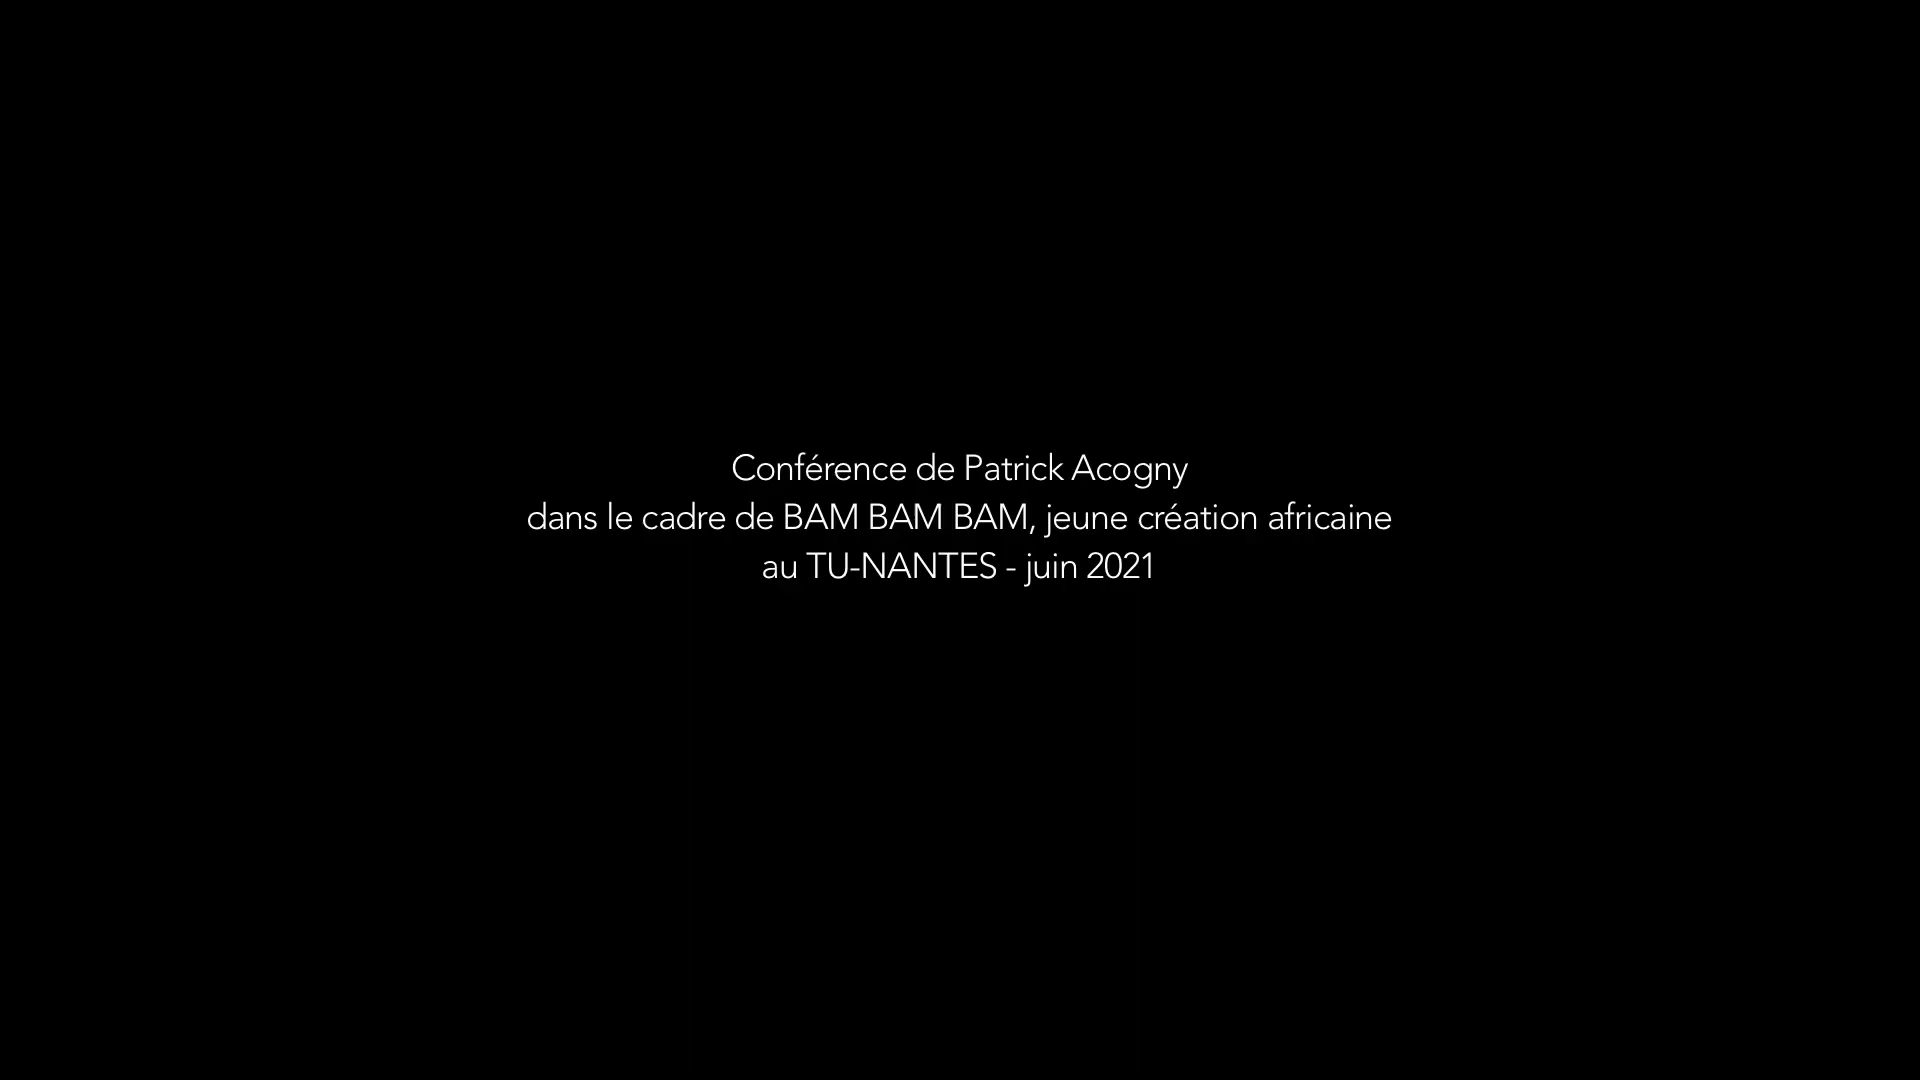 Conférence de Patrick Acogny
dans le cadre de BAM BAM BAM, jeune création africaine
au TU-NANTES - juin 2021